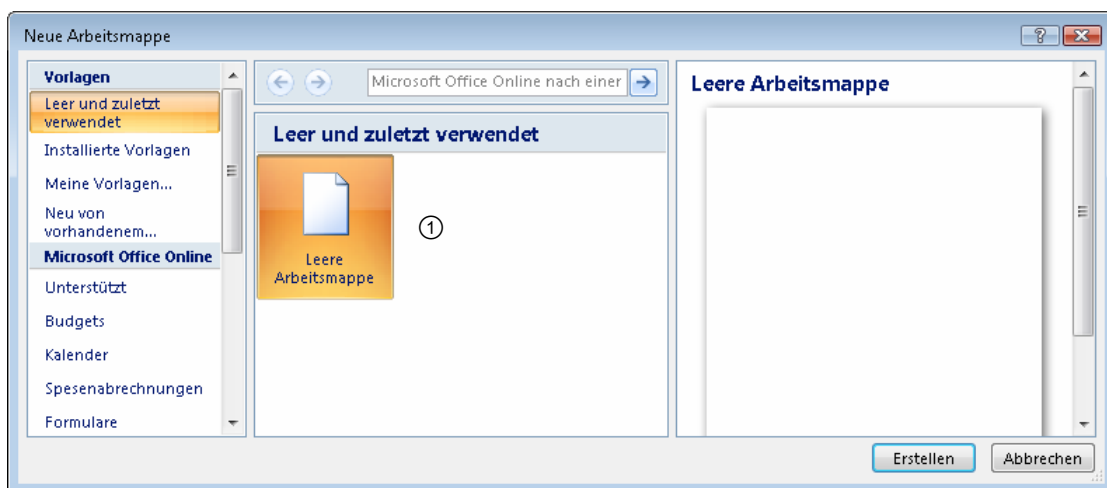 Neue Arbeitsmappe
Vorlagen
Leer und zuletzt
verwendet
Installierte Vorlagen
Meine Vorlagen...
Neu von
vorhandenem...
Microsoft Office Online
Unterstützt
Budgets
Kalender
Spesenabrechnungen
Formulare
Microsoft Office Online nach einer
Leer und zuletzt verwendet
Leere
Arbeitsmappe
①
Leere Arbeitsmappe
Erstellen
Abbrechen